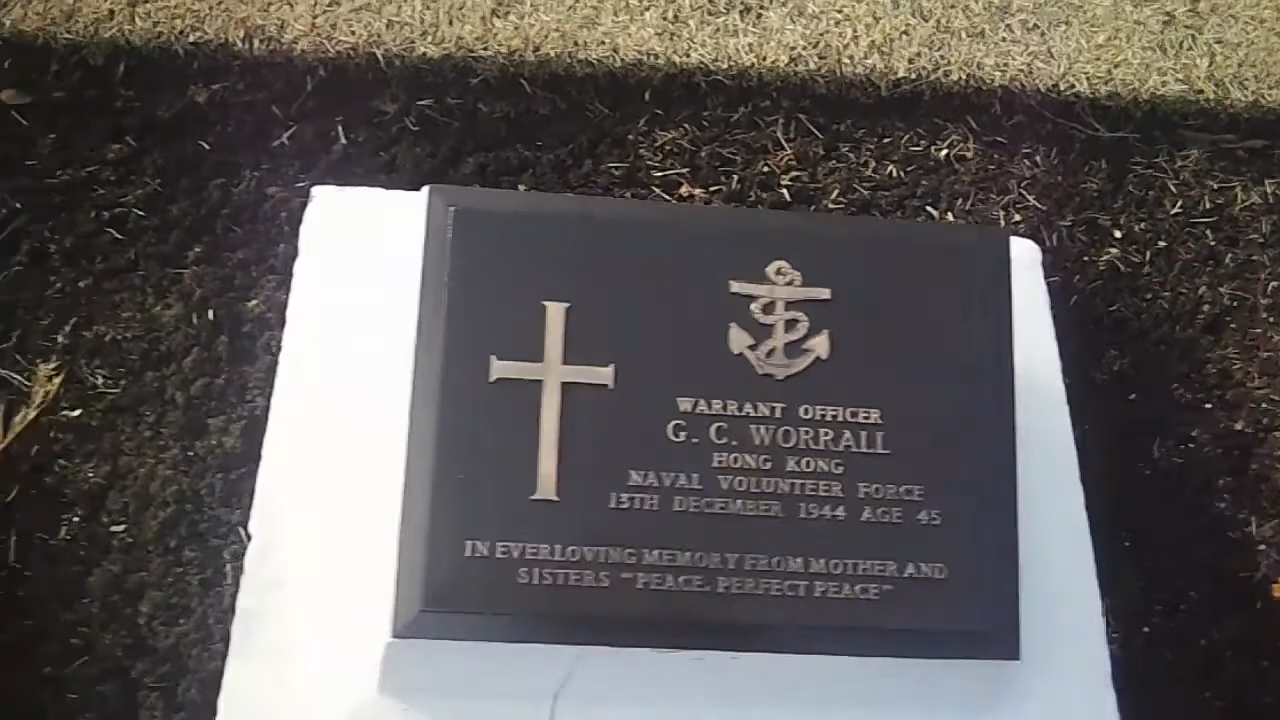 WARRANT OFFICER
G. C. WORRALL
HONG KONG
NAVAL VOLUNTEER FORCE
13TH DECEMBER 1944 AGE 45
IN EVERLOVING MEMORY FROM MOTHER AND
SISTERS "PEACE, PERFECT PEACE"